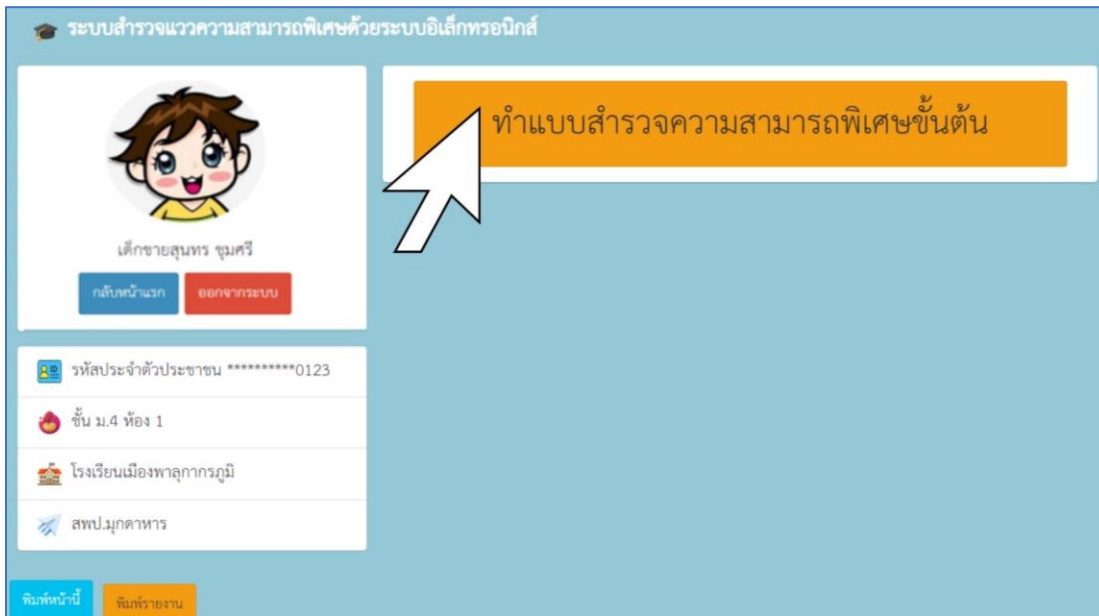 ระบบสำรวจแววความสามารถพิเศษด้วยระบบอิเล็กทรอนิกส์
ทำแบบสำรวจความสามารถพิเศษขั้นต้น
เด็กชายสุนทร ชุมศรี
กลับหน้าแรก
ออกจากระบบ
รหัสประจำตัวประชาชน **********0123
ชั้น ม.4 ห้อง 1
โรงเรียนเมืองพาลุกากรภูมิ
สพป.มุกดาหาร
พิมพ์หน้านี้
พิมพ์รายงาน